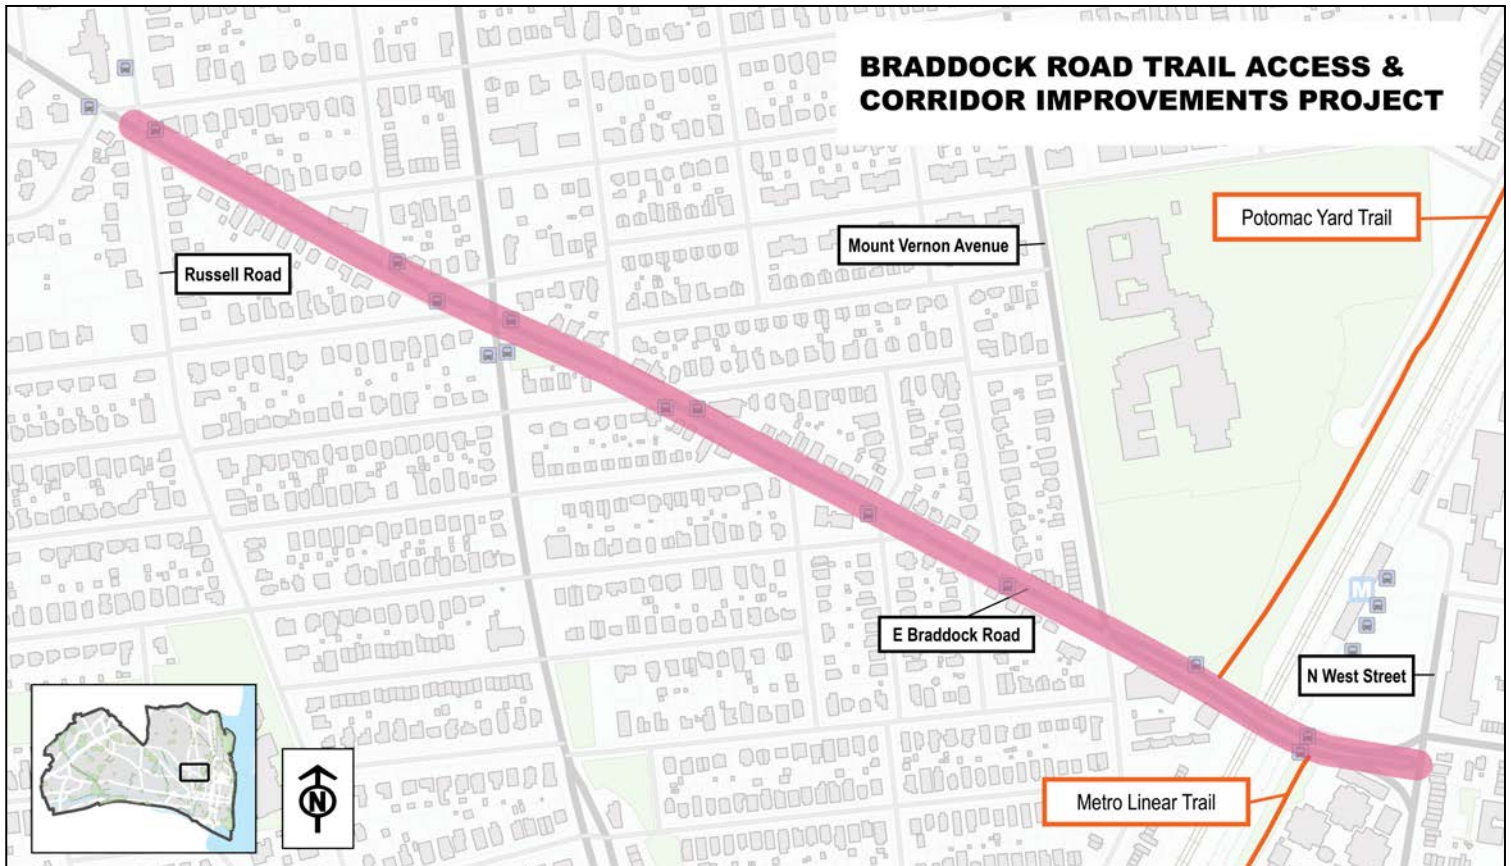 BRADDOCK ROAD TRAIL ACCESS &
CORRIDOR IMPROVEMENTS PROJECT
Potomac Yard Trail
Mount Vernon Avenue
Russell Road
E Braddock Road
N West Street
Metro Linear Trail
M
N